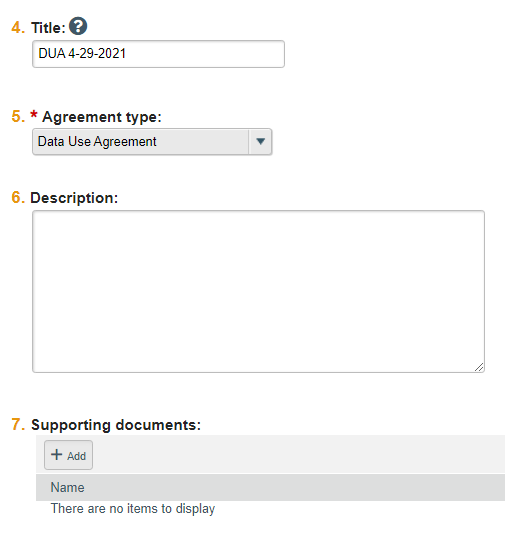 4. Title: ?
DUA 4-29-2021
5. * Agreement type:
Data Use Agreement
6. Description:
7. Supporting documents:
+ Add
Name
There are no items to display